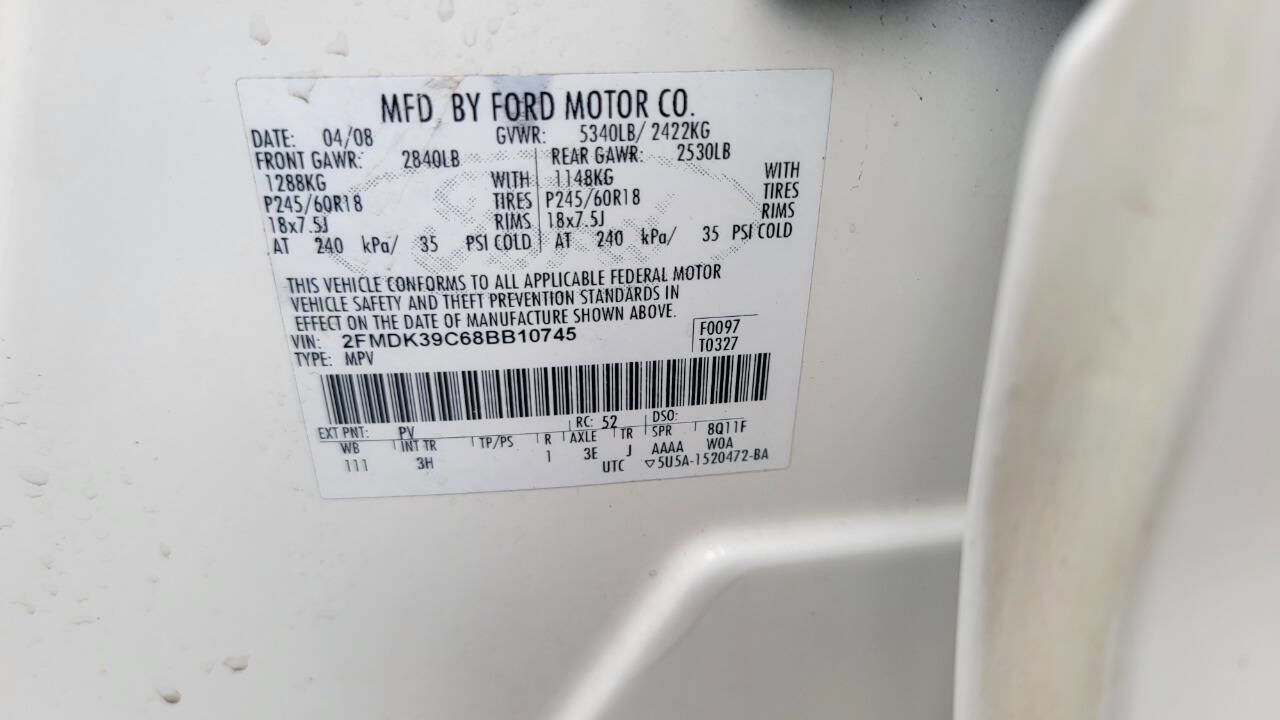 MFD. BY FORD MOTOR CO.
DATE: 04/08 GVWR: 5340LB/ 2422KG
FRONT GAWR: 2840LB REAR GAWR: 2530LB
1288KG WITH 1148KG WITH
P245/60R18 TIRES P245/60R18 TIRES
18x7.5J RIMS 18x7.5J RIMS
AT 240 kPa/ 35 PSI COLD AT 240 kPa/ 35 PSI COLD
THIS VEHICLE CONFORMS TO ALL APPLICABLE FEDERAL MOTOR
VEHICLE SAFETY AND THEFT PREVENTION STANDARDS IN
EFFECT ON THE DATE OF MANUFACTURE SHOWN ABOVE.
VIN: 2FMDK39C68BB10745 F0097
TYPE: MPV T0327
EXT PNT: PV RC: 52 DSO:
WB INT TR TP/PS R AXLE TR SPR 8Q11F
111 3H 1 3E J AAAA W0A
UTC ▽5U5A-1520472-BA